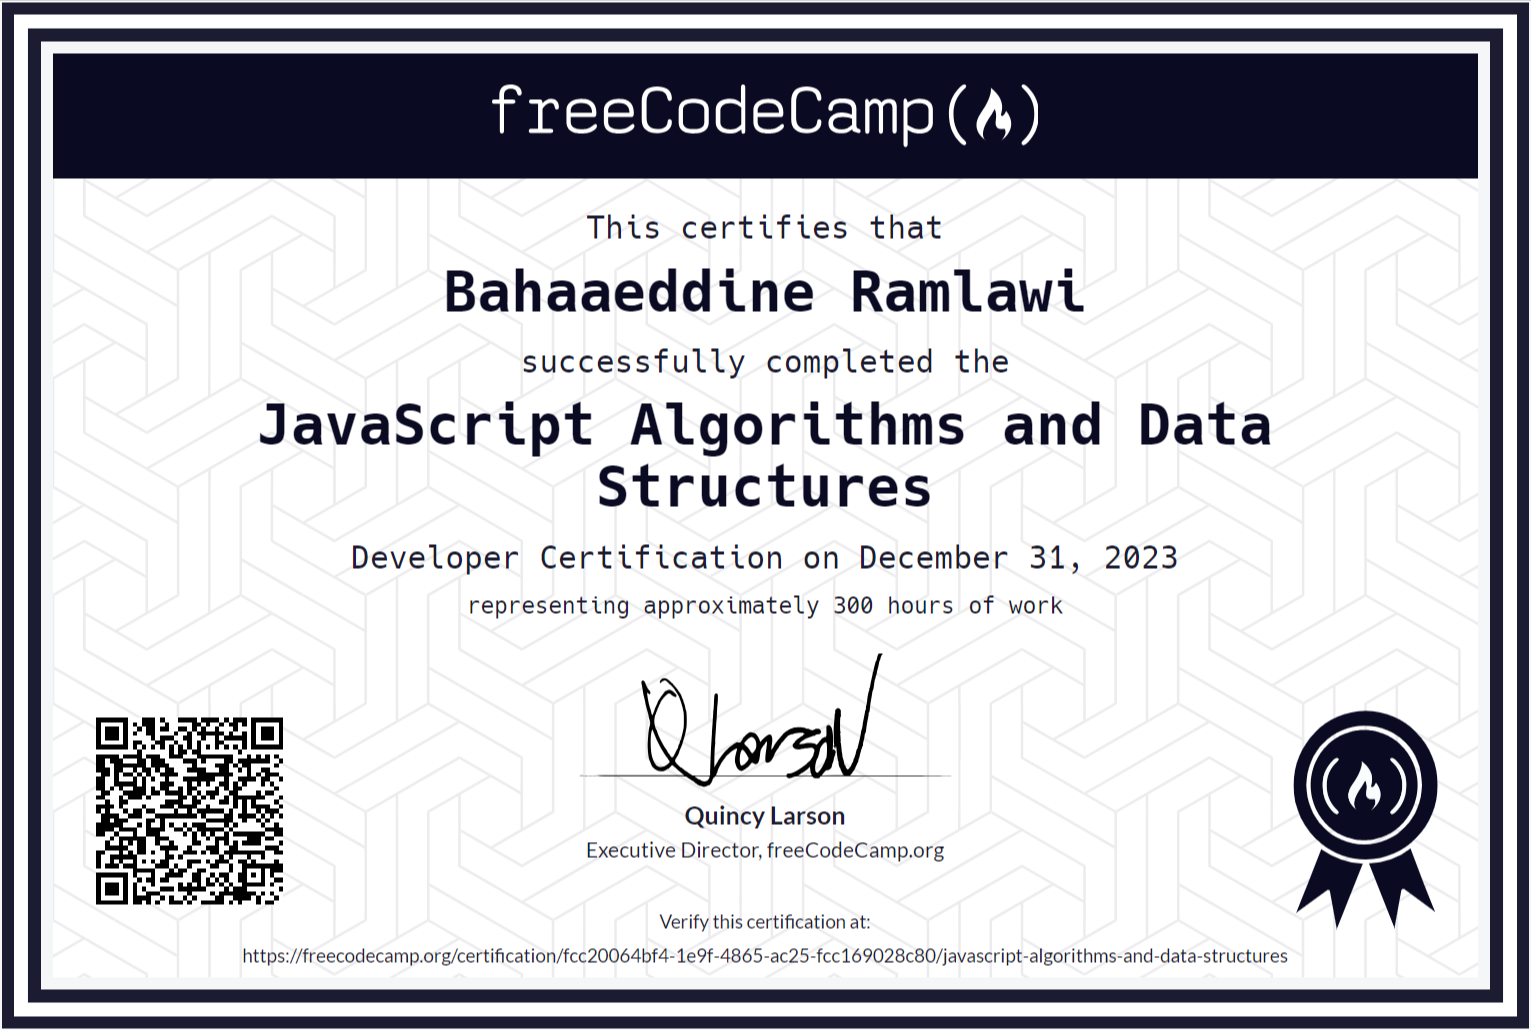 freeCodeCamp
This certifies that
Bahaaeddine Ramlawi
successfully completed the
JavaScript Algorithms and Data
Structures
Developer Certification on December 31, 2023
representing approximately 300 hours of work
QLarson
Quincy Larson
Executive Director, freeCodeCamp.org
Verify this certification at:
https://freecodecamp.org/certification/fcc20064bf4-1e9f-4865-ac25-fcc169028c80/javascript-algorithms-and-data-structures